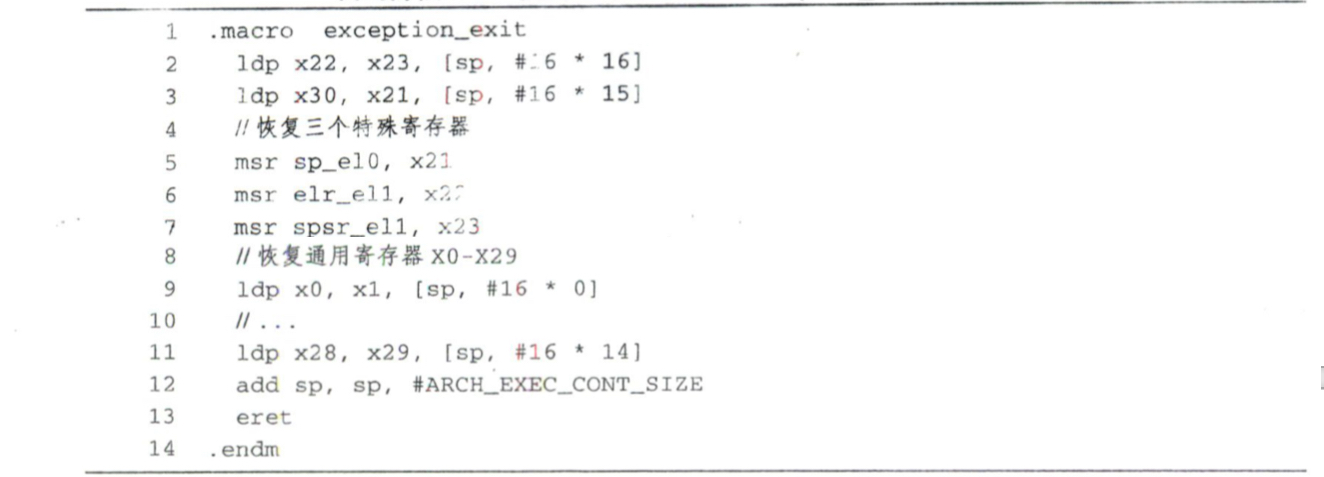 1 .macro exception_exit
2 ldp x22, x23, [sp, #16 * 16]
3 ldp x30, x21, [sp, #16 * 15]
4 //恢复三个特殊寄存器
5 msr sp_el0, x21
6 msr elr_el1, x22
7 msr spsr_el1, x23
8 //恢复通用寄存器 X0-X29
9 ldp x0, x1, [sp, #16 * 0]
10 //...
11 ldp x28, x29, [sp, #16 * 14]
12 add sp, sp, #ARCH_EXEC_CONT_SIZE
13 eret
14 .endm